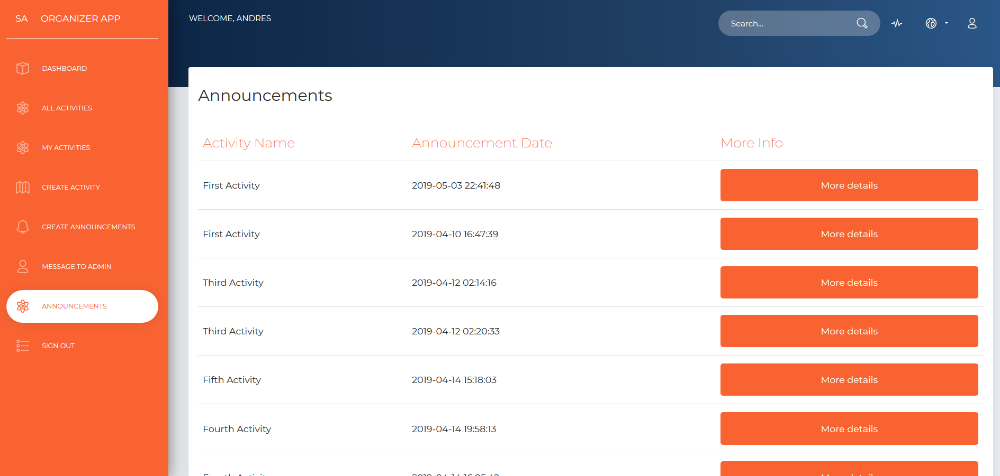 SA ORGANIZER APP
WELCOME, ANDRES
Search...
DASHBOARD
ALL ACTIVITIES
MY ACTIVITIES
CREATE ACTIVITY
CREATE ANNOUNCEMENTS
MESSAGE TO ADMIN
ANNOUNCEMENTS
SIGN OUT
Announcements
Activity Name Announcement Date More Info
First Activity 2019-05-03 22:41:48 More details
First Activity 2019-04-10 16:47:39 More details
Third Activity 2019-04-12 02:14:16 More details
Third Activity 2019-04-12 02:20:33 More details
Fifth Activity 2019-04-14 15:18:03 More details
Fourth Activity 2019-04-14 19:58:13 More details